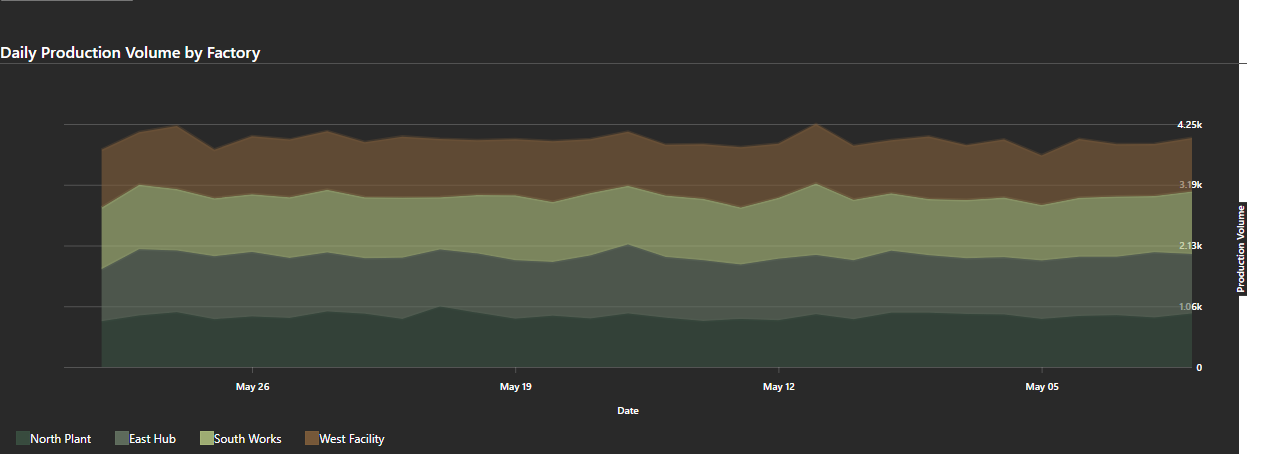 Daily Production Volume by Factory
4.25k
3.19k
2.13k
1.06k
0
Production Volume
May 26
May 19
May 12
May 05
Date
North Plant
East Hub
South Works
West Facility